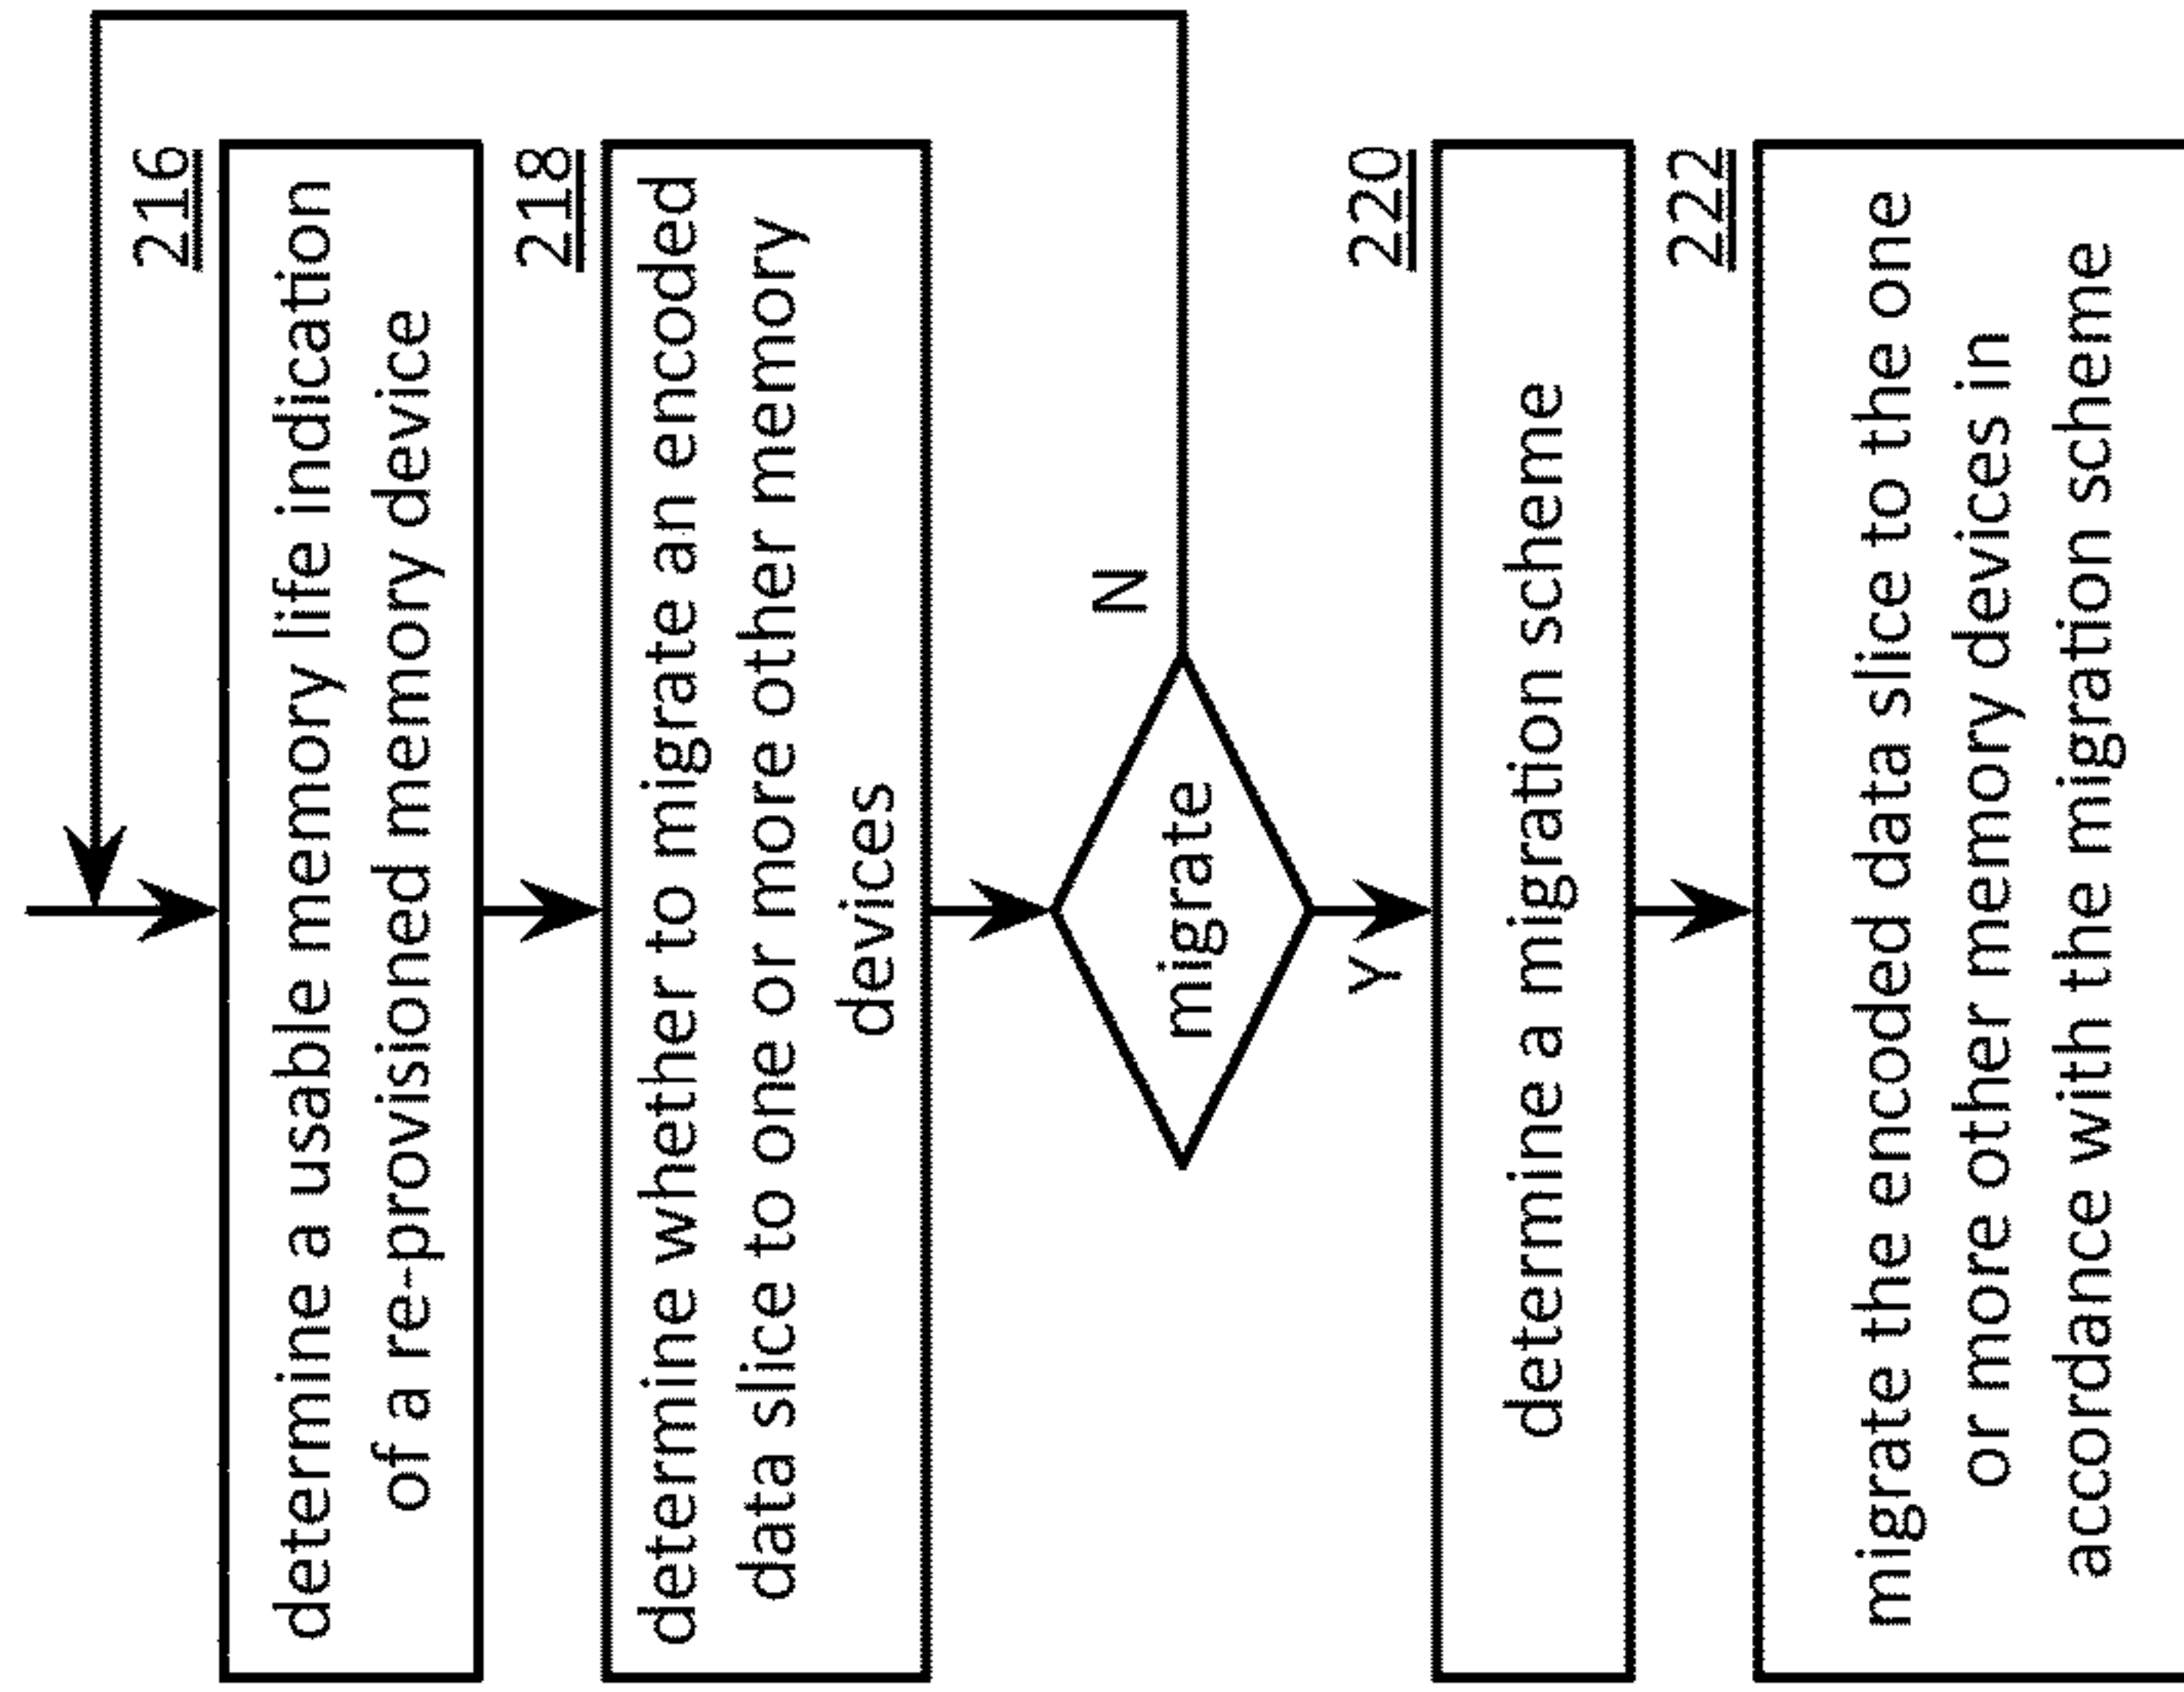 216
determine a usable memory life indication
of a re-provisioned memory device
218
determine whether to migrate an encoded
data slice to one or more other memory
devices
migrate
N
Y
220
determine a migration scheme
222
migrate the encoded data slice to the one
or more other memory devices in
accordance with the migration scheme